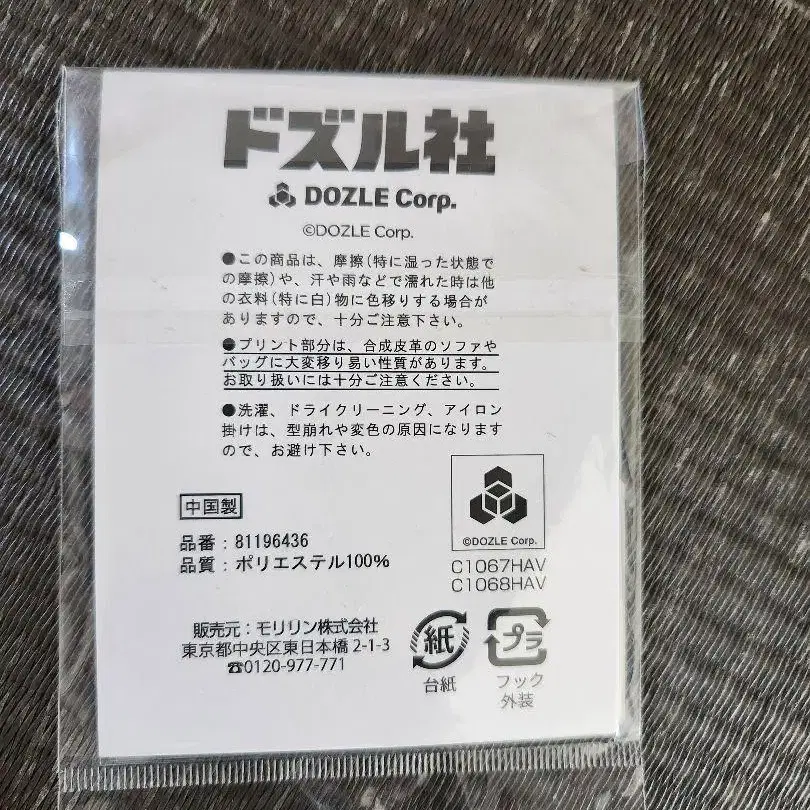 ドズル社
DOZLE Corp.
©DOZLE Corp.
●この商品は、摩擦(特に湿った状態で
の摩擦)や、汗や雨などで濡れた時は他
の衣料(特に白)物に色移りする場合が
ありますので、十分ご注意下さい。
●プリント部分は、合成皮革のソファや
バッグに大変移り易い性質があります。
お取り扱いには十分ご注意ください。
●洗濯、ドライクリーニング、アイロン
掛けは、型崩れや変色の原因になります
ので、お避け下さい。
中国製
品番：81196436
品質：ポリエステル100%
©DOZLE Corp.
C1067HAV
C1068HAV
販売元：モリリン株式会社
東京都中央区東日本橋2-1-3
☎0120-977-771
紙
台紙
プラ
フック
外装